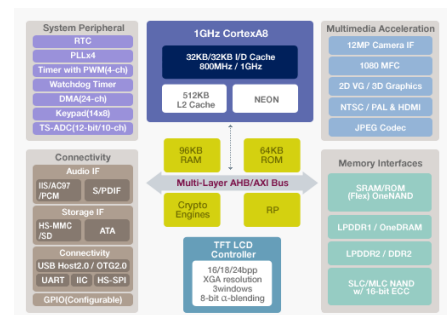 System Peripheral
RTC
PLLx4
Timer with PWM(4-ch)
Watchdog Timer
DMA(24-ch)
Keypad(14x8)
TS-ADC(12-bit/10-ch)
1GHz CortexA8
32KB/32KB I/D Cache
800MHz / 1GHz
512KB
L2 Cache
NEON
Multimedia Acceleration
12MP Camera IF
1080 MFC
2D VG / 3D Graphics
NTSC / PAL & HDMI
JPEG Codec
96KB
RAM
64KB
ROM
Multi-Layer AHB/AXI Bus
Crypto
Engines
RP
Connectivity
Audio IF
IIS/AC97
/PCM
S/PDIF
Storage IF
HS-MMC
/SD
ATA
Connectivity
USB Host2.0 / OTG2.0
UART
IIC
HS-SPI
GPIO(Configurable)
TFT LCD
Controller
16/18/24bpp
XGA resolution
3windows
8-bit α-blending
Memory Interfaces
SRAM/ROM
(Flex) OneNAND
LPDDR1 / OneDRAM
LPDDR2 / DDR2
SLC/MLC NAND
w/ 16-bit ECC